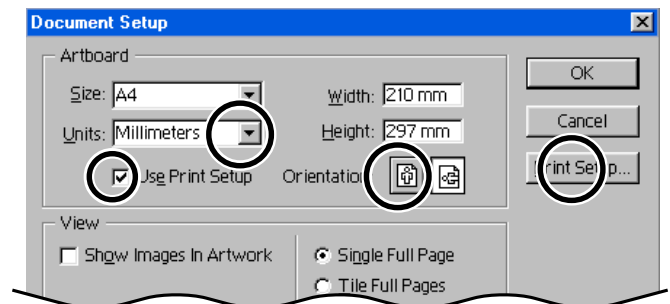 Document Setup
Artboard
Size: A4
Width: 210 mm
OK
Units: Millimeters
Height: 297 mm
Cancel
Use Print Setup
Orientation
Print Setup...
View
Show Images In Artwork
Single Full Page
Tile Full Pages